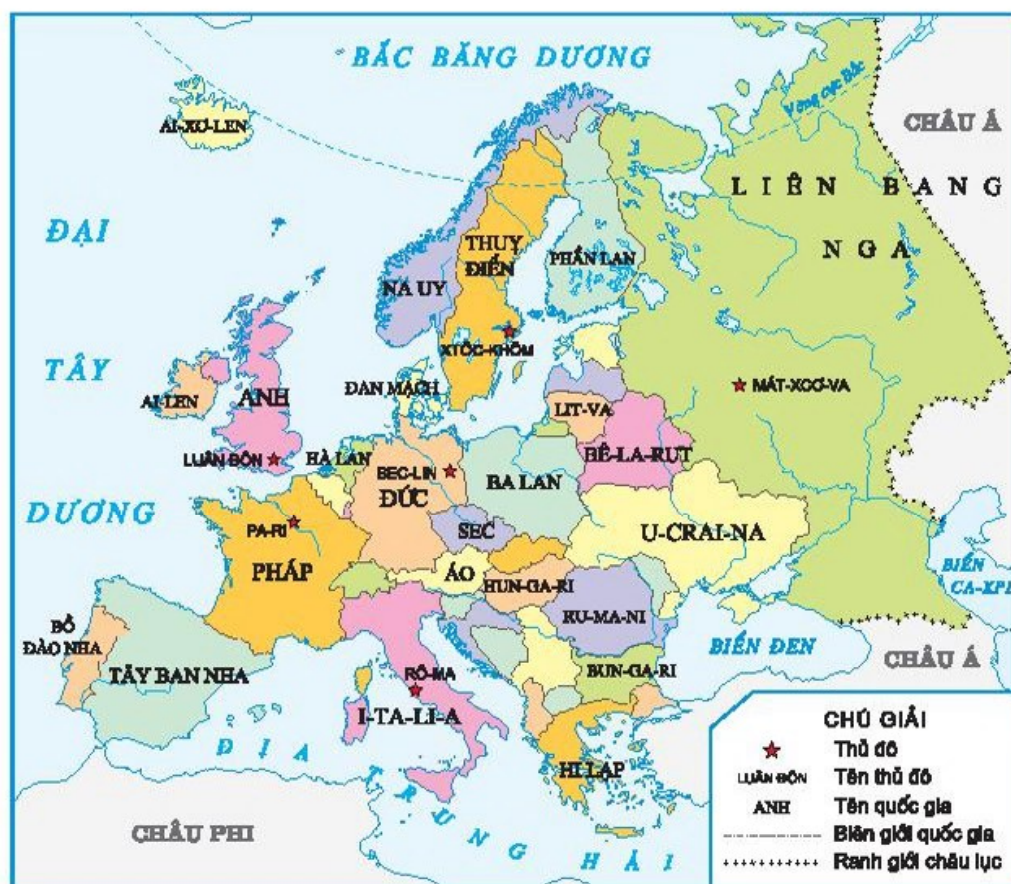 BẮC BĂNG DƯƠNG
Vòng cực Bắc
CHÂU Á
AI-XƠ-LEN
LIÊN BANG
NGA
ĐẠI
TÂY
DƯƠNG
THUỴ
ĐIỂN
PHẦN LAN
NA UY
XTỐC-KHÔM
MÁT-XCƠ-VA
ĐAN MẠCH
AI-LEN
ANH
LIT-VA
BÊ-LA-RUT
LUÂN ĐÔN
HÀ LAN
BEC-LIN
ĐỨC
BA LAN
PA-RI
PHÁP
SEC
U-CRAI-NA
ÁO
HUN-GA-RI
BIỂN
CA-XPI
RU-MA-NI
BỒ
ĐÀO NHA
TÂY BAN NHA
BIỂN ĐEN
CHÂU Á
BUN-GA-RI
RÔ-MA
I-TA-LI-A
HI LẠP
ĐỊA TRUNG HẢI
CHÂU PHI
CHÚ GIẢI
Thủ đô
LUÂN ĐÔN Tên thủ đô
ANH Tên quốc gia
Biên giới quốc gia
Ranh giới châu lục